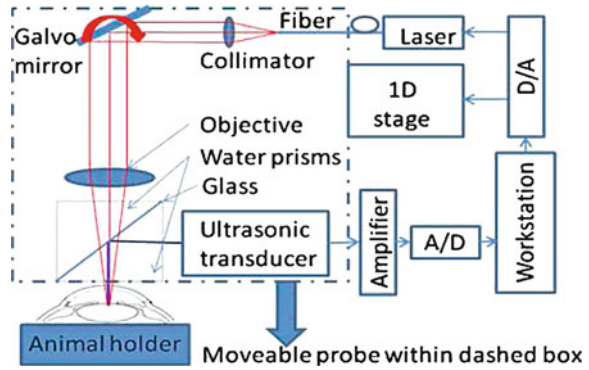 Galvo
mirror
Fiber
Collimator
Laser
1D
stage
D/A
Objective
Water prisms
Glass
Ultrasonic
transducer
Amplifier
A/D
Workstation
Animal holder
Moveable probe within dashed box